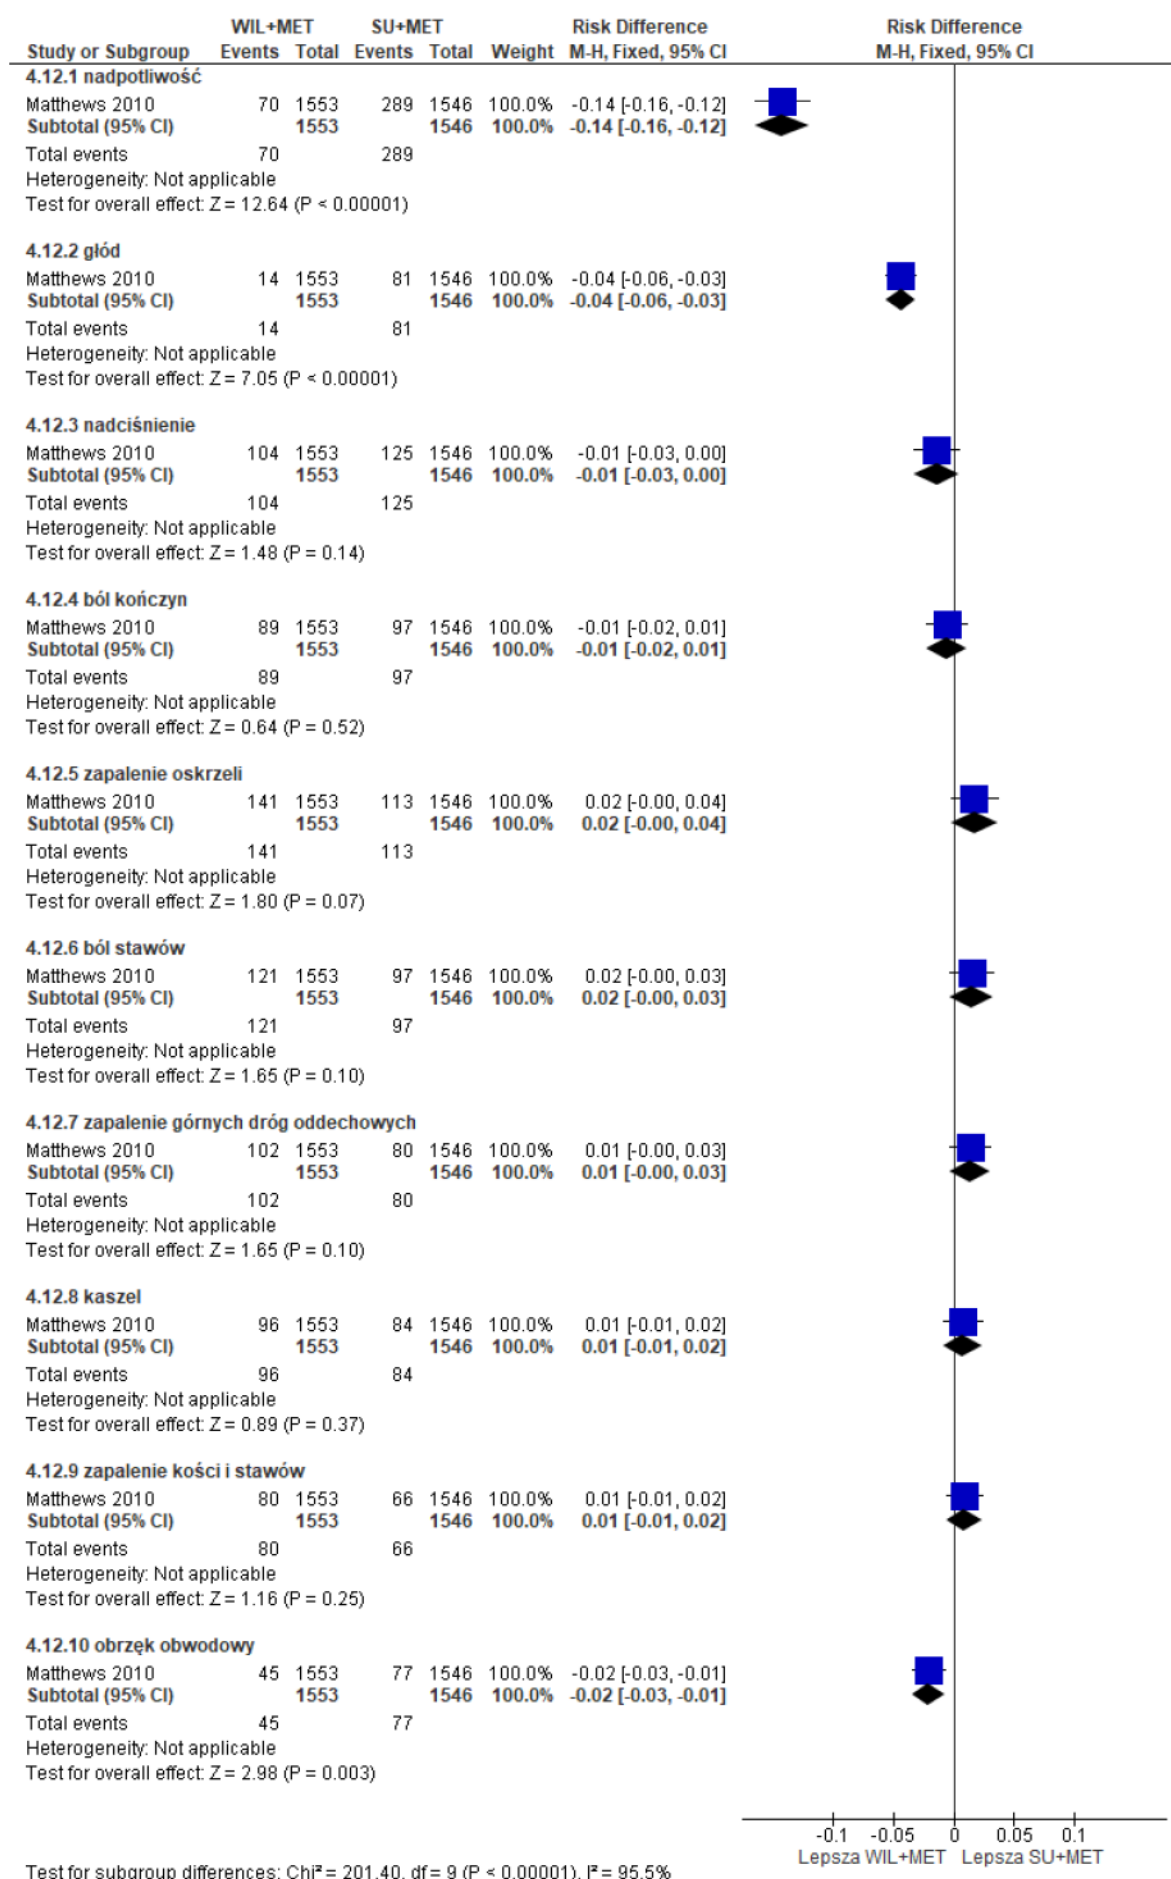 WIL+MET SU+MET Risk Difference Risk Difference
Study or Subgroup Events Total Events Total Weight M-H, Fixed, 95% CI M-H, Fixed, 95% CI
4.12.1 nadpotliwość
Matthews 2010 70 1553 289 1546 100.0% -0.14 [-0.16, -0.12]
Subtotal (95% CI) 1553 1546 100.0% -0.14 [-0.16, -0.12]
Total events 70 289
Heterogeneity: Not applicable
Test for overall effect: Z = 12.64 (P < 0.00001)
4.12.2 głód
Matthews 2010 14 1553 81 1546 100.0% -0.04 [-0.06, -0.03]
Subtotal (95% CI) 1553 1546 100.0% -0.04 [-0.06, -0.03]
Total events 14 81
Heterogeneity: Not applicable
Test for overall effect: Z = 7.05 (P < 0.00001)
4.12.3 nadciśnienie
Matthews 2010 104 1553 125 1546 100.0% -0.01 [-0.03, 0.00]
Subtotal (95% CI) 1553 1546 100.0% -0.01 [-0.03, 0.00]
Total events 104 125
Heterogeneity: Not applicable
Test for overall effect: Z = 1.48 (P = 0.14)
4.12.4 ból kończyn
Matthews 2010 89 1553 97 1546 100.0% -0.01 [-0.02, 0.01]
Subtotal (95% CI) 1553 1546 100.0% -0.01 [-0.02, 0.01]
Total events 89 97
Heterogeneity: Not applicable
Test for overall effect: Z = 0.64 (P = 0.52)
4.12.5 zapalenie oskrzeli
Matthews 2010 141 1553 113 1546 100.0% 0.02 [-0.00, 0.04]
Subtotal (95% CI) 1553 1546 100.0% 0.02 [-0.00, 0.04]
Total events 141 113
Heterogeneity: Not applicable
Test for overall effect: Z = 1.80 (P = 0.07)
4.12.6 ból stawów
Matthews 2010 121 1553 97 1546 100.0% 0.02 [-0.00, 0.03]
Subtotal (95% CI) 1553 1546 100.0% 0.02 [-0.00, 0.03]
Total events 121 97
Heterogeneity: Not applicable
Test for overall effect: Z = 1.65 (P = 0.10)
4.12.7 zapalenie górnych dróg oddechowych
Matthews 2010 102 1553 80 1546 100.0% 0.01 [-0.00, 0.03]
Subtotal (95% CI) 1553 1546 100.0% 0.01 [-0.00, 0.03]
Total events 102 80
Heterogeneity: Not applicable
Test for overall effect: Z = 1.65 (P = 0.10)
4.12.8 kaszel
Matthews 2010 96 1553 84 1546 100.0% 0.01 [-0.01, 0.02]
Subtotal (95% CI) 1553 1546 100.0% 0.01 [-0.01, 0.02]
Total events 96 84
Heterogeneity: Not applicable
Test for overall effect: Z = 0.89 (P = 0.37)
4.12.9 zapalenie kości i stawów
Matthews 2010 80 1553 66 1546 100.0% 0.01 [-0.01, 0.02]
Subtotal (95% CI) 1553 1546 100.0% 0.01 [-0.01, 0.02]
Total events 80 66
Heterogeneity: Not applicable
Test for overall effect: Z = 1.16 (P = 0.25)
4.12.10 obrzęk obwodowy
Matthews 2010 45 1553 77 1546 100.0% -0.02 [-0.03, -0.01]
Subtotal (95% CI) 1553 1546 100.0% -0.02 [-0.03, -0.01]
Total events 45 77
Heterogeneity: Not applicable
Test for overall effect: Z = 2.98 (P = 0.003)
-0.1 -0.05 0 0.05 0.1
Lepsza WIL+MET Lepsza SU+MET
Test for subgroup differences: Chi² = 201.40, df = 9 (P < 0.00001), I² = 95.5%